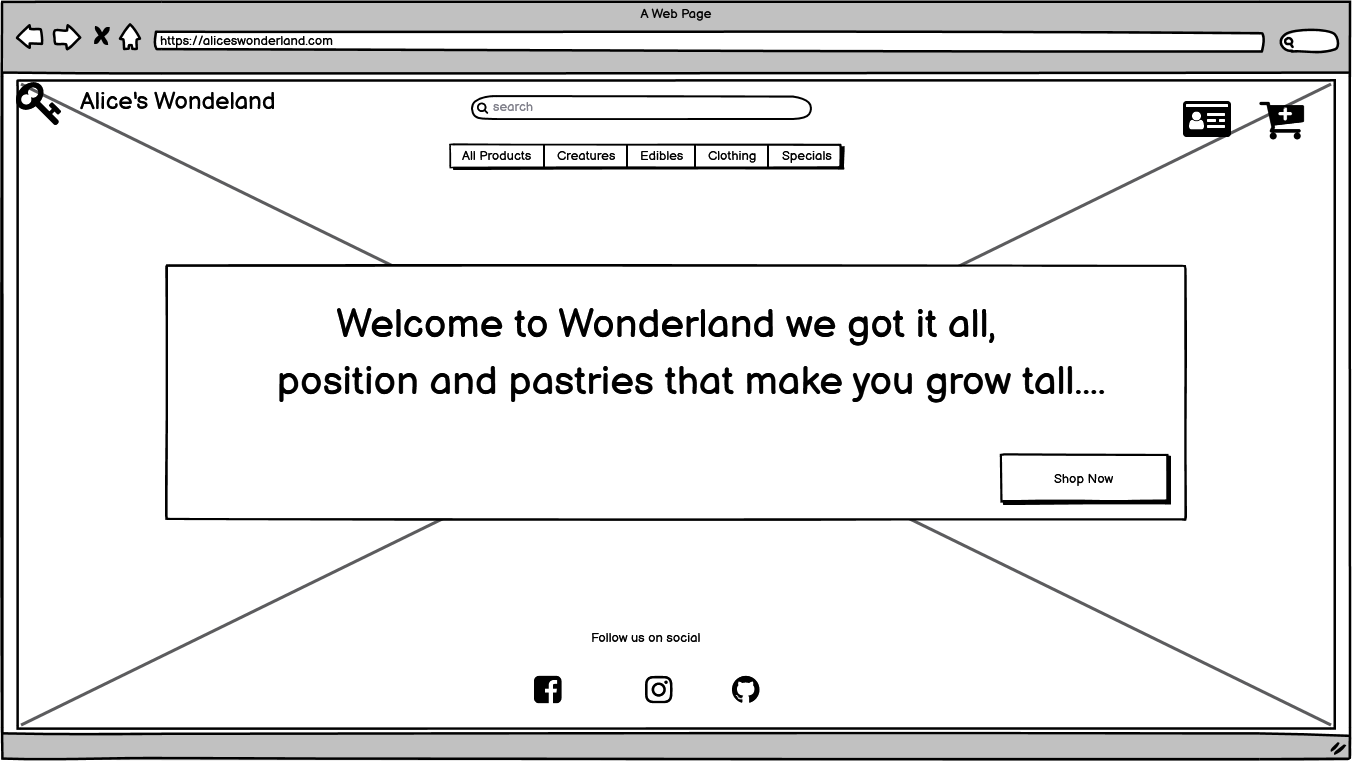 A Web Page
https://aliceswonderland.com
Alice's Wondeland
search
All Products Creatures Edibles Clothing Specials
Welcome to Wonderland we got it all,
position and pastries that make you grow tall....
Shop Now
Follow us on social